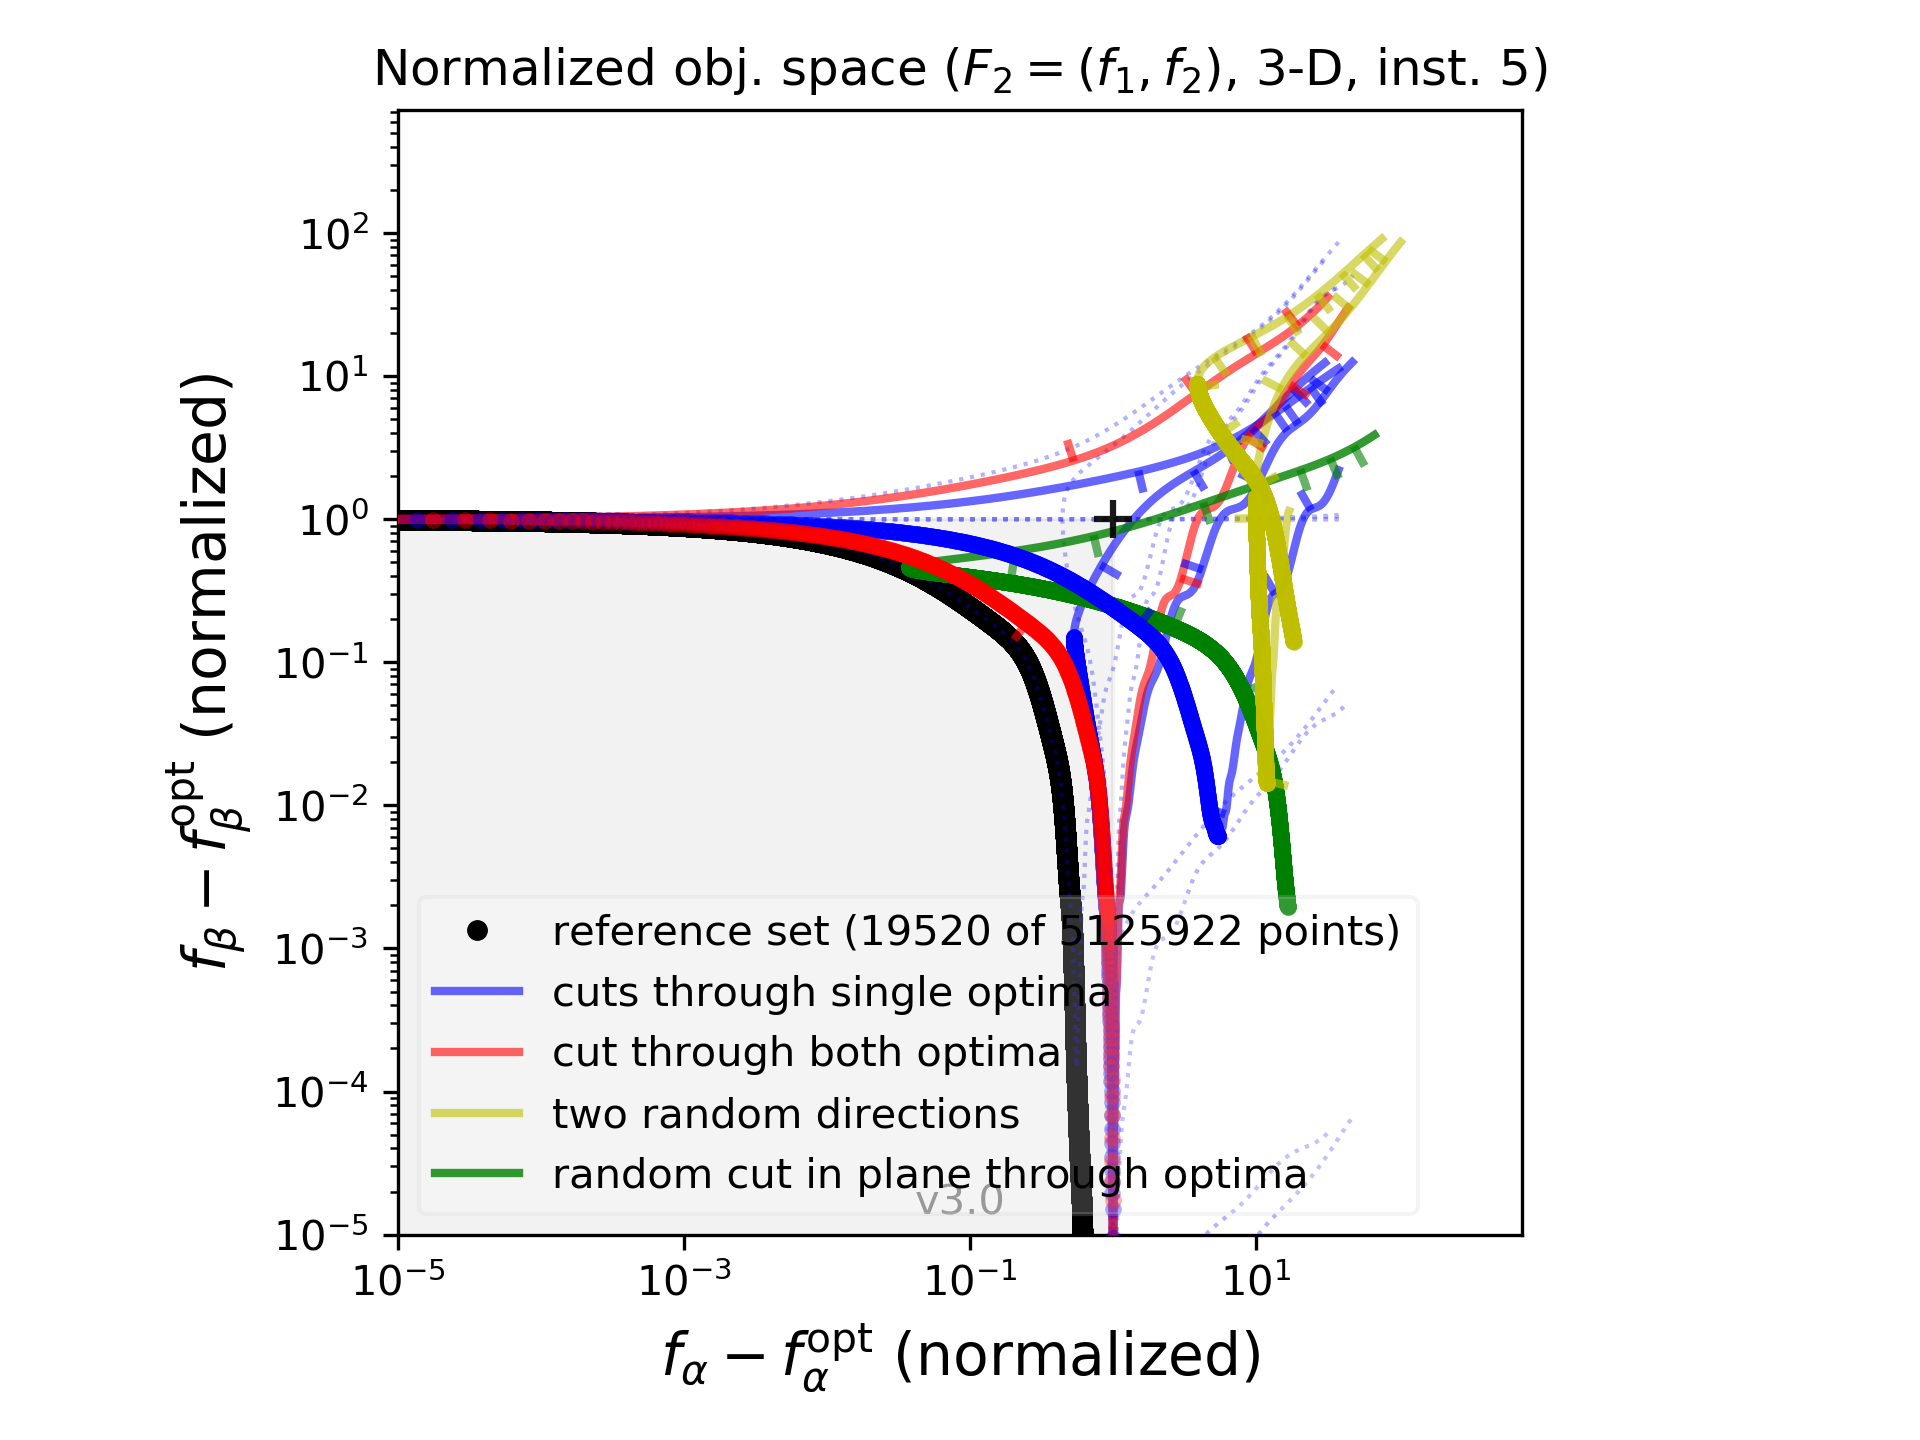 Normalized obj. space (F₂ = (f₁, f₂), 3-D, inst. 5)
f_β − f_β^opt (normalized)
10²
10¹
10⁰
10⁻¹
10⁻²
10⁻³
10⁻⁴
10⁻⁵
reference set (19520 of 5125922 points)
cuts through single optima
cut through both optima
two random directions
random cut in plane through optima
v3.0
10⁻⁵ 10⁻³ 10⁻¹ 10¹
f_α − f_α^opt (normalized)